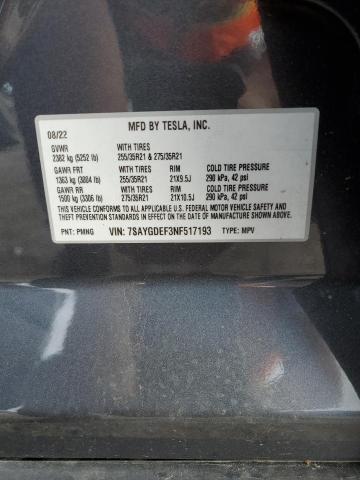 08/22 MFD BY TESLA, INC.
GVWR WITH TIRES
2382 kg (5252 lb) 255/35R21 & 275/35R21
GAWR FRT WITH TIRES RIM COLD TIRE PRESSURE
1363 kg (3004 lb) 255/35R21 21X9.5J 290 kPa, 42 psi
GAWR RR WITH TIRES RIM COLD TIRE PRESSURE
1500 kg (3306 lb) 275/35R21 21X10.5J 290 kPa, 42 psi
THIS VEHICLE CONFORMS TO ALL APPLICABLE U.S. FEDERAL MOTOR VEHICLE SAFETY AND
THEFT PREVENTION STANDARDS IN EFFECT ON THE DATE OF MANUFACTURE SHOWN ABOVE.
PNT: PMNG VIN: 7SAYGDEF3NF517193 TYPE: MPV